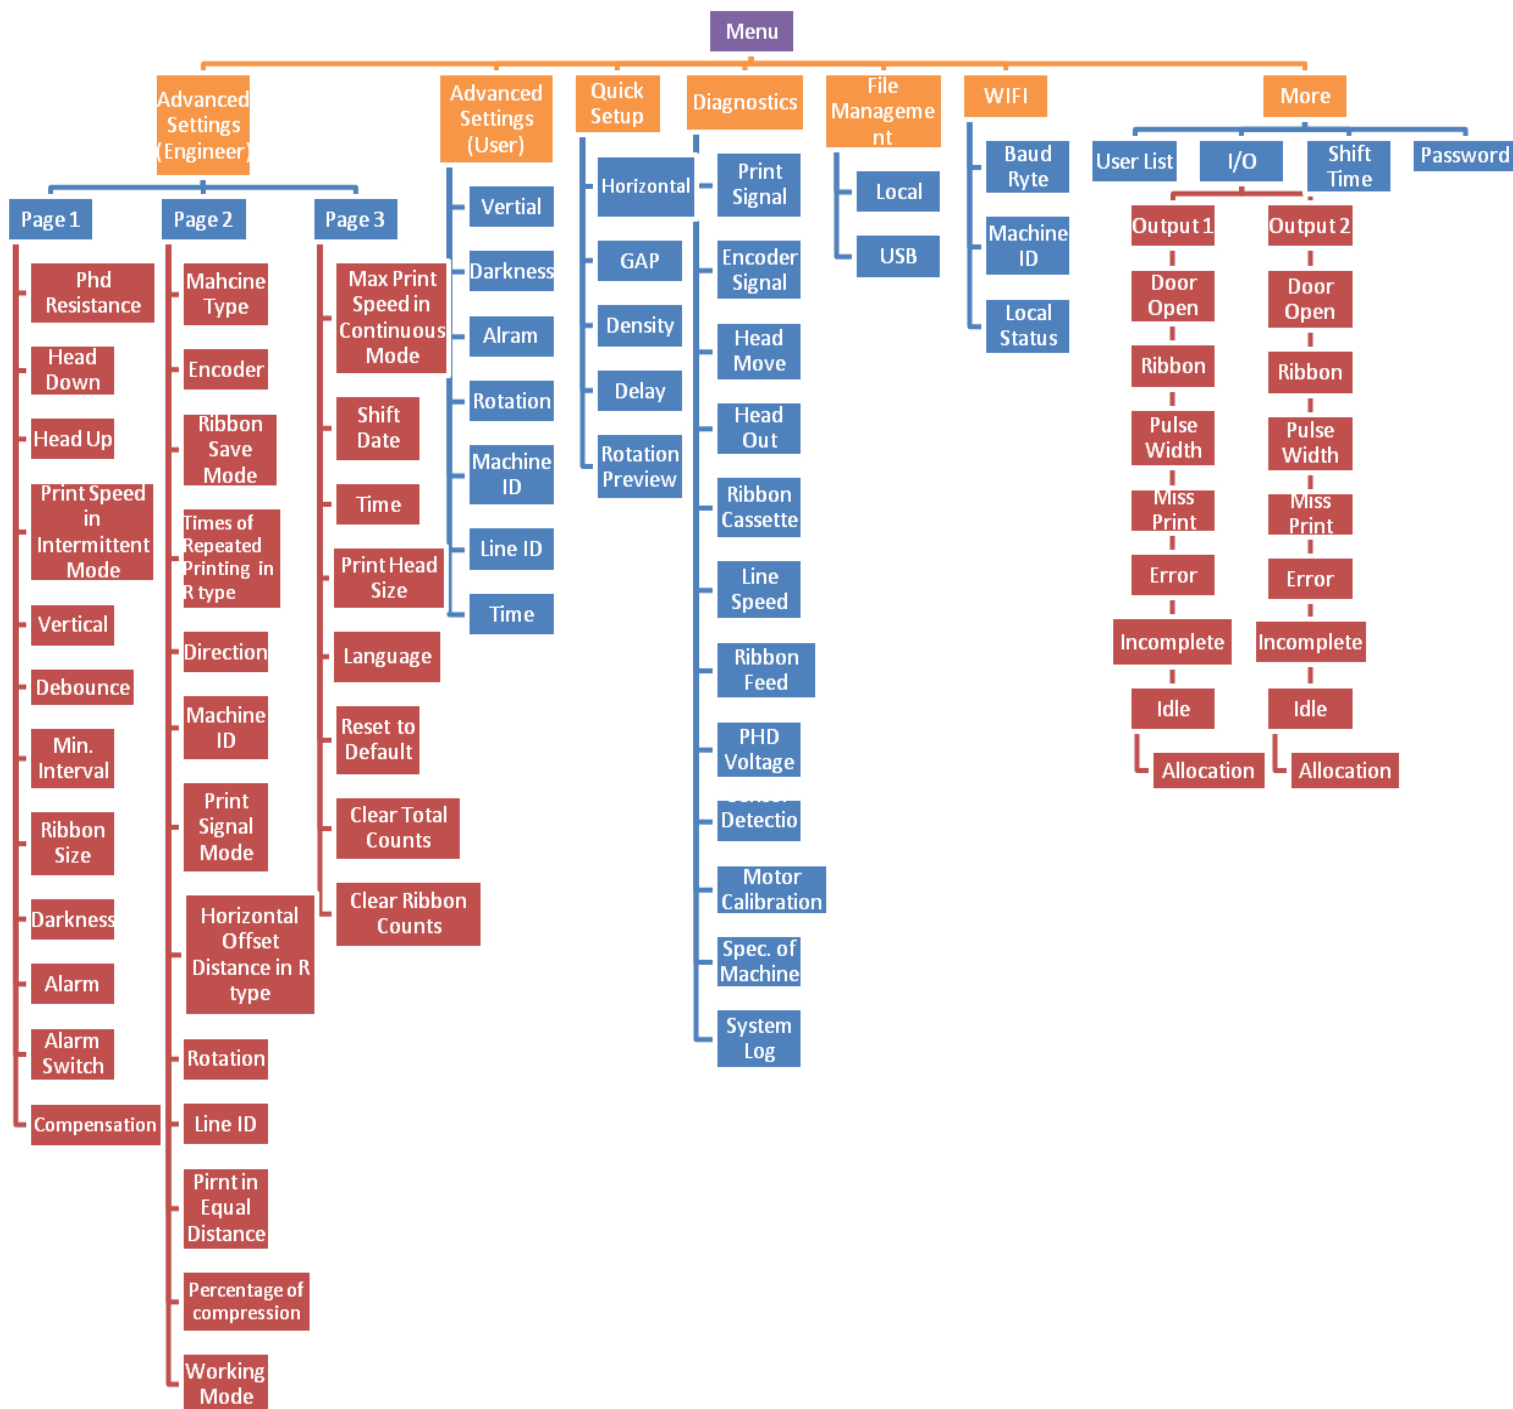 Menu
Advanced
Settings
(Engineer)
Page 1
Phd
Resistance
Head
Down
Head Up
Print Speed
in
Intermittent
Mode
Vertical
Debounce
Min.
Interval
Ribbon
Size
Darkness
Alarm
Alarm
Switch
Compensation
Page 2
Mahcine
Type
Encoder
Ribbon
Save
Mode
Times of
Repeated
Printing in
R type
Direction
Machine
ID
Print
Signal
Mode
Horizontal
Offset
Distance in R
type
Rotation
Line ID
Pirnt in
Equal
Distance
Percentage of
compression
Working
Mode
Page 3
Max Print
Speed in
Continuous
Mode
Shift
Date
Time
Print Head
Size
Language
Reset to
Default
Clear Total
Counts
Clear Ribbon
Counts
Advanced
Settings
(User)
Vertial
Darkness
Alram
Rotation
Machine
ID
Line ID
Time
Quick
Setup
Horizontal
GAP
Density
Delay
Rotation
Preview
Diagnostics
Print
Signal
Encoder
Signal
Head
Move
Head
Out
Ribbon
Cassette
Line
Speed
Ribbon
Feed
PHD
Voltage
Detectio
Motor
Calibration
Spec. of
Machine
System
Log
File
Manageme
nt
Local
USB
WIFI
Baud
Ryte
Machine
ID
Local
Status
More
User List
I/O
Output 1
Door
Open
Ribbon
Pulse
Width
Miss
Print
Error
Incomplete
Idle
Allocation
Output 2
Door
Open
Ribbon
Pulse
Width
Miss
Print
Error
Incomplete
Idle
Allocation
Shift
Time
Password